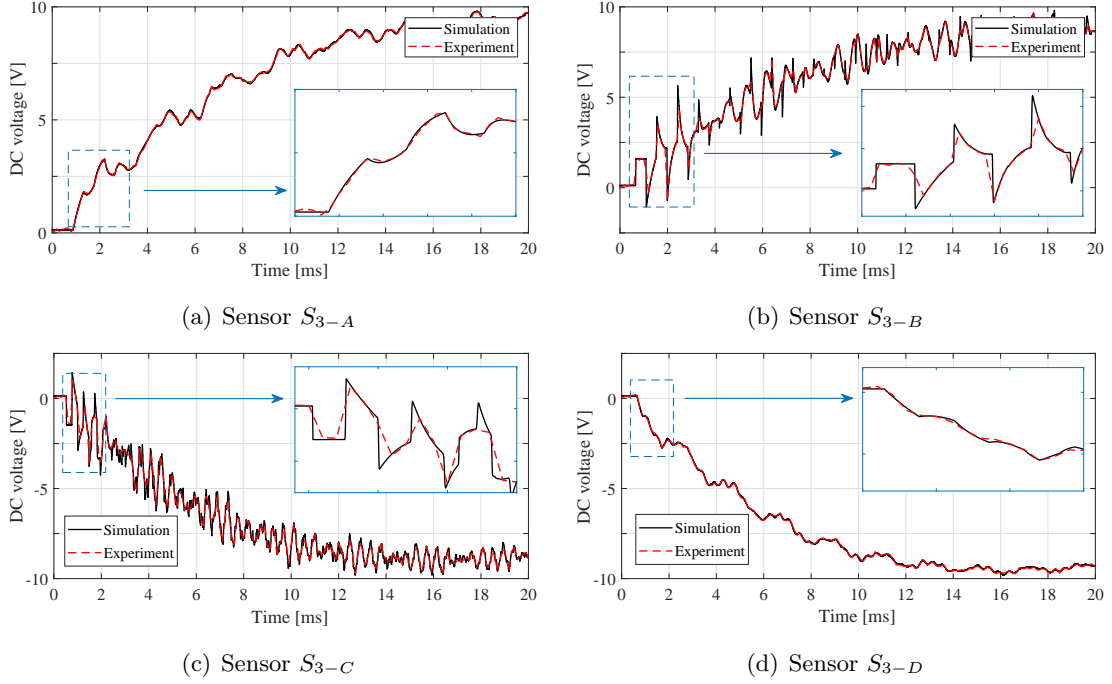 10
5
0
DC voltage [V]
Simulation
Experiment
0 2 4 6 8 10 12 14 16 18 20
Time [ms]
(a) Sensor S3−A
10
5
0
DC voltage [V]
Simulation
Experiment
0 2 4 6 8 10 12 14 16 18 20
Time [ms]
(b) Sensor S3−B
0
-5
-10
DC voltage [V]
Simulation
Experiment
0 2 4 6 8 10 12 14 16 18 20
Time [ms]
(c) Sensor S3−C
0
-5
-10
DC voltage [V]
Simulation
Experiment
0 2 4 6 8 10 12 14 16 18 20
Time [ms]
(d) Sensor S3−D